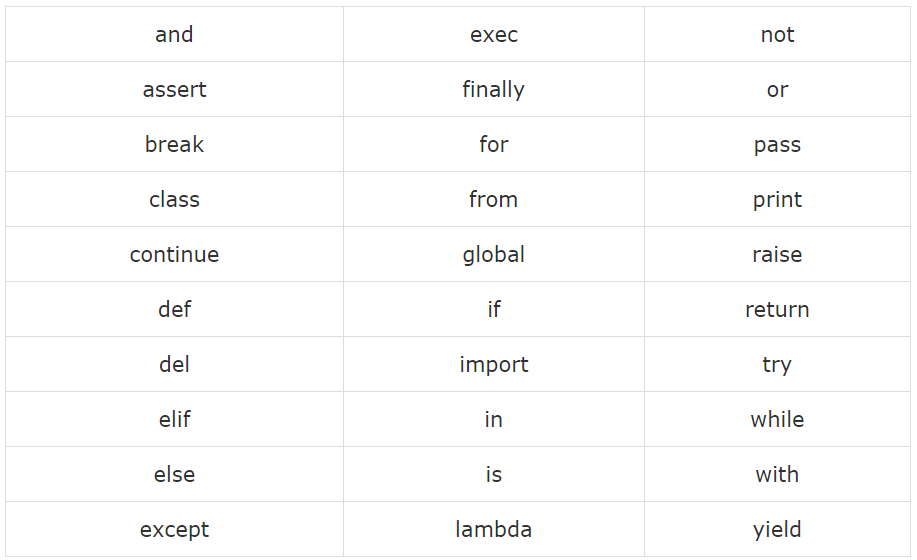 and exec not
assert finally or
break for pass
class from print
continue global raise
def if return
del import try
elif in while
else is with
except lambda yield